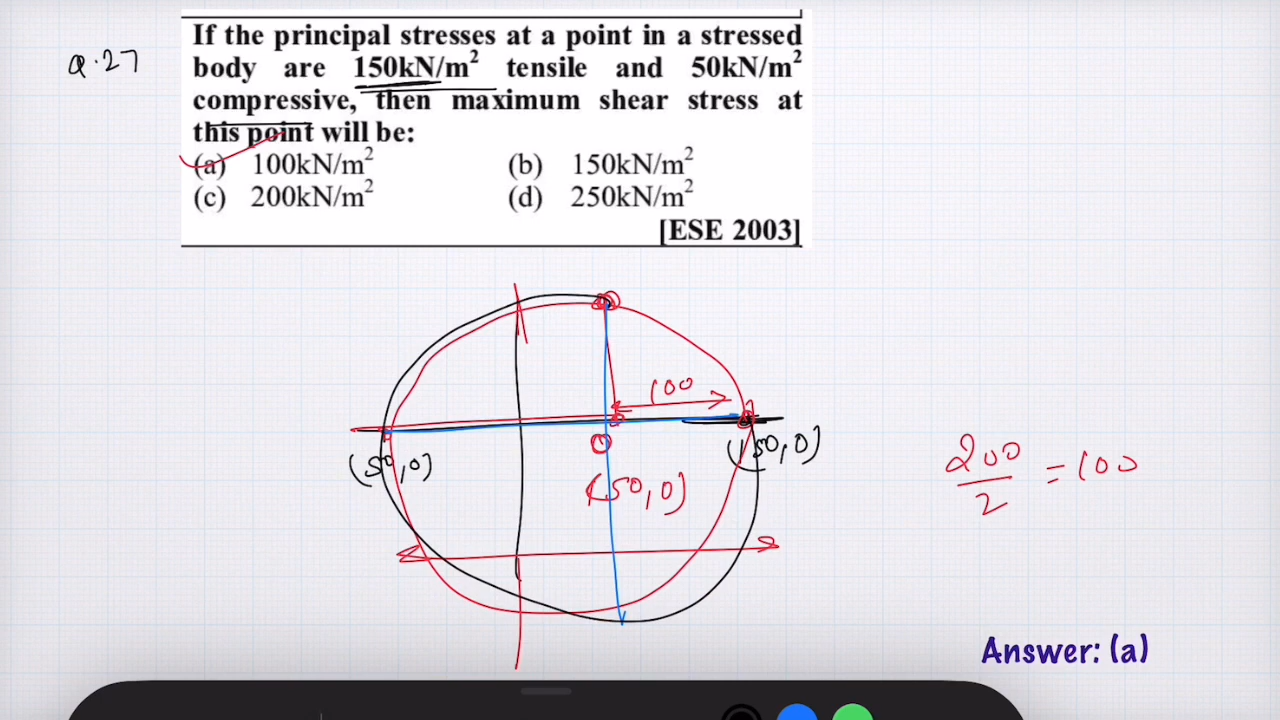 Q.27
If the principal stresses at a point in a stressed
body are 150kN/m² tensile and 50kN/m²
compressive, then maximum shear stress at
this point will be:
(a) 100kN/m² (b) 150kN/m²
(c) 200kN/m² (d) 250kN/m²
[ESE 2003]
100
(50,0)
(150,0)
(50,0)
200/2 = 100
Answer: (a)